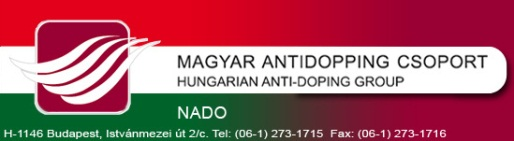 MAGYAR ANTIDOPPING CSOPORT
HUNGARIAN ANTI-DOPING GROUP
NADO
H-1146 Budapest, Istvánmezei út 2/c. Tel: (06-1) 273-1715 Fax: (06-1) 273-1716